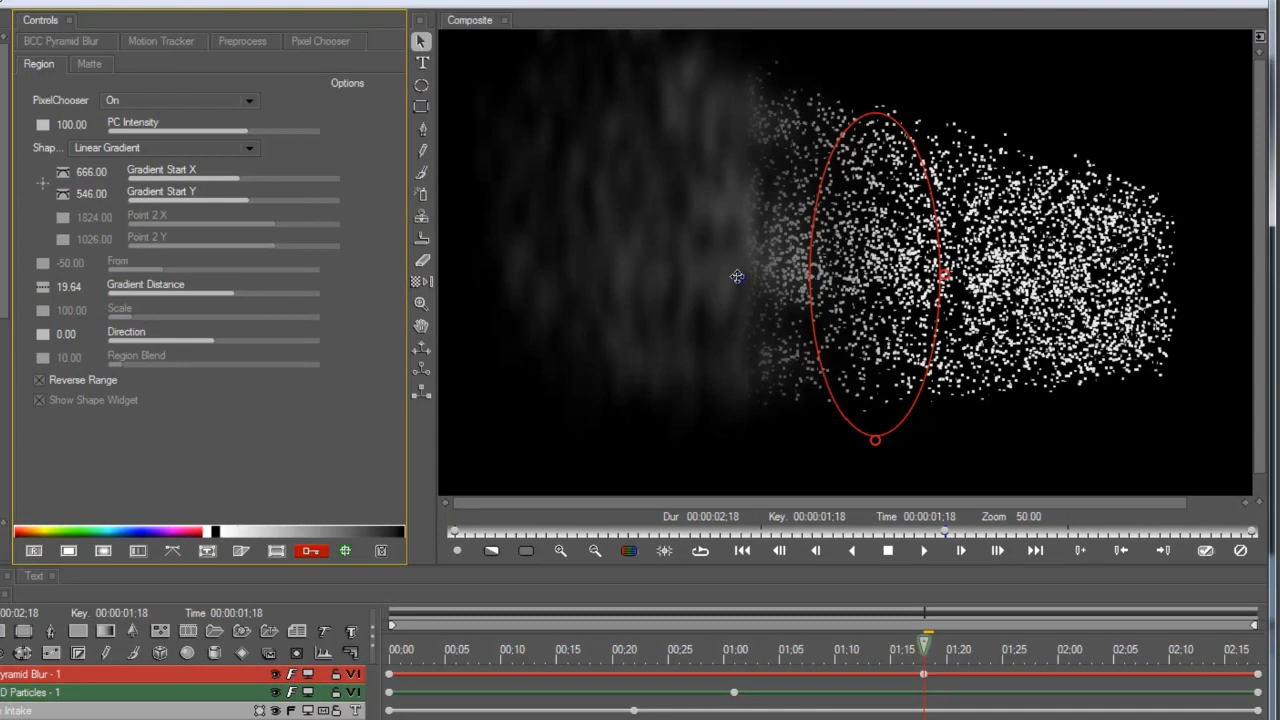 Controls
Composite
BCC Pyramid Blur Motion Tracker Preprocess Pixel Chooser
Region Matte
Options
PixelChooser On
100.00 PC Intensity
Shap... Linear Gradient
666.00 Gradient Start X
546.00 Gradient Start Y
1824.00 Point 2 X
1026.00 Point 2 Y
-50.00 From
19.64 Gradient Distance
100.00 Scale
0.00 Direction
10.00 Region Blend
Reverse Range
Show Shape Widget
Dur 00:00:02;18 Key. 00:00:01;18 Time 00:00:01;18 Zoom 50.00
Text
00:02;18 Key. 00:00:01;18 Time 00:00:01;18
00;00 00;05 00;10 00;15 00;20 01;00 01;05 01;10 01;15 01;20 02;00 02;05 02;10 02;15
yramid Blur - 1 F VI
D Particles - 1 F VI
Intake F T